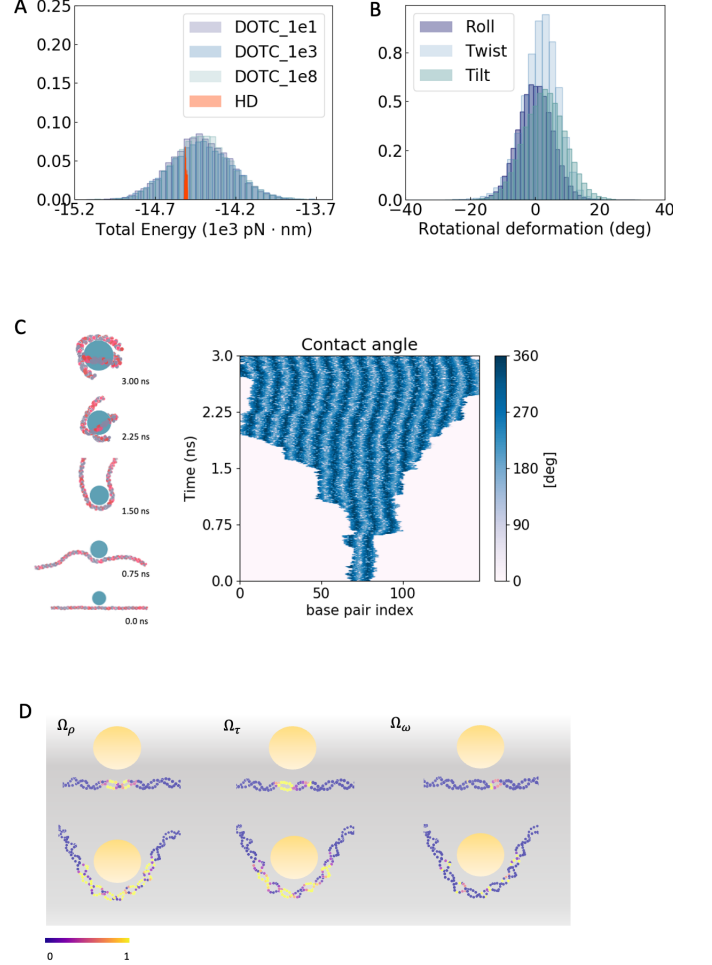 A
0.25
0.20
0.15
0.10
0.05
0.00
-15.2
-14.7
-14.2
-13.7
Total Energy (1e3 pN · nm)
DOTC_1e1
DOTC_1e3
DOTC_1e8
HD
B
0.8
0.5
0.2
0.0
−40
−20
0
20
40
Rotational deformation (deg)
Roll
Twist
Tilt
C
3.00 ns
2.25 ns
1.50 ns
0.75 ns
0.0 ns
Contact angle
3.0
2.25
1.5
0.75
0.0
Time (ns)
0
50
100
base pair index
360
270
180
90
0
[deg]
D
Ωρ
Ωτ
Ωω
0
1